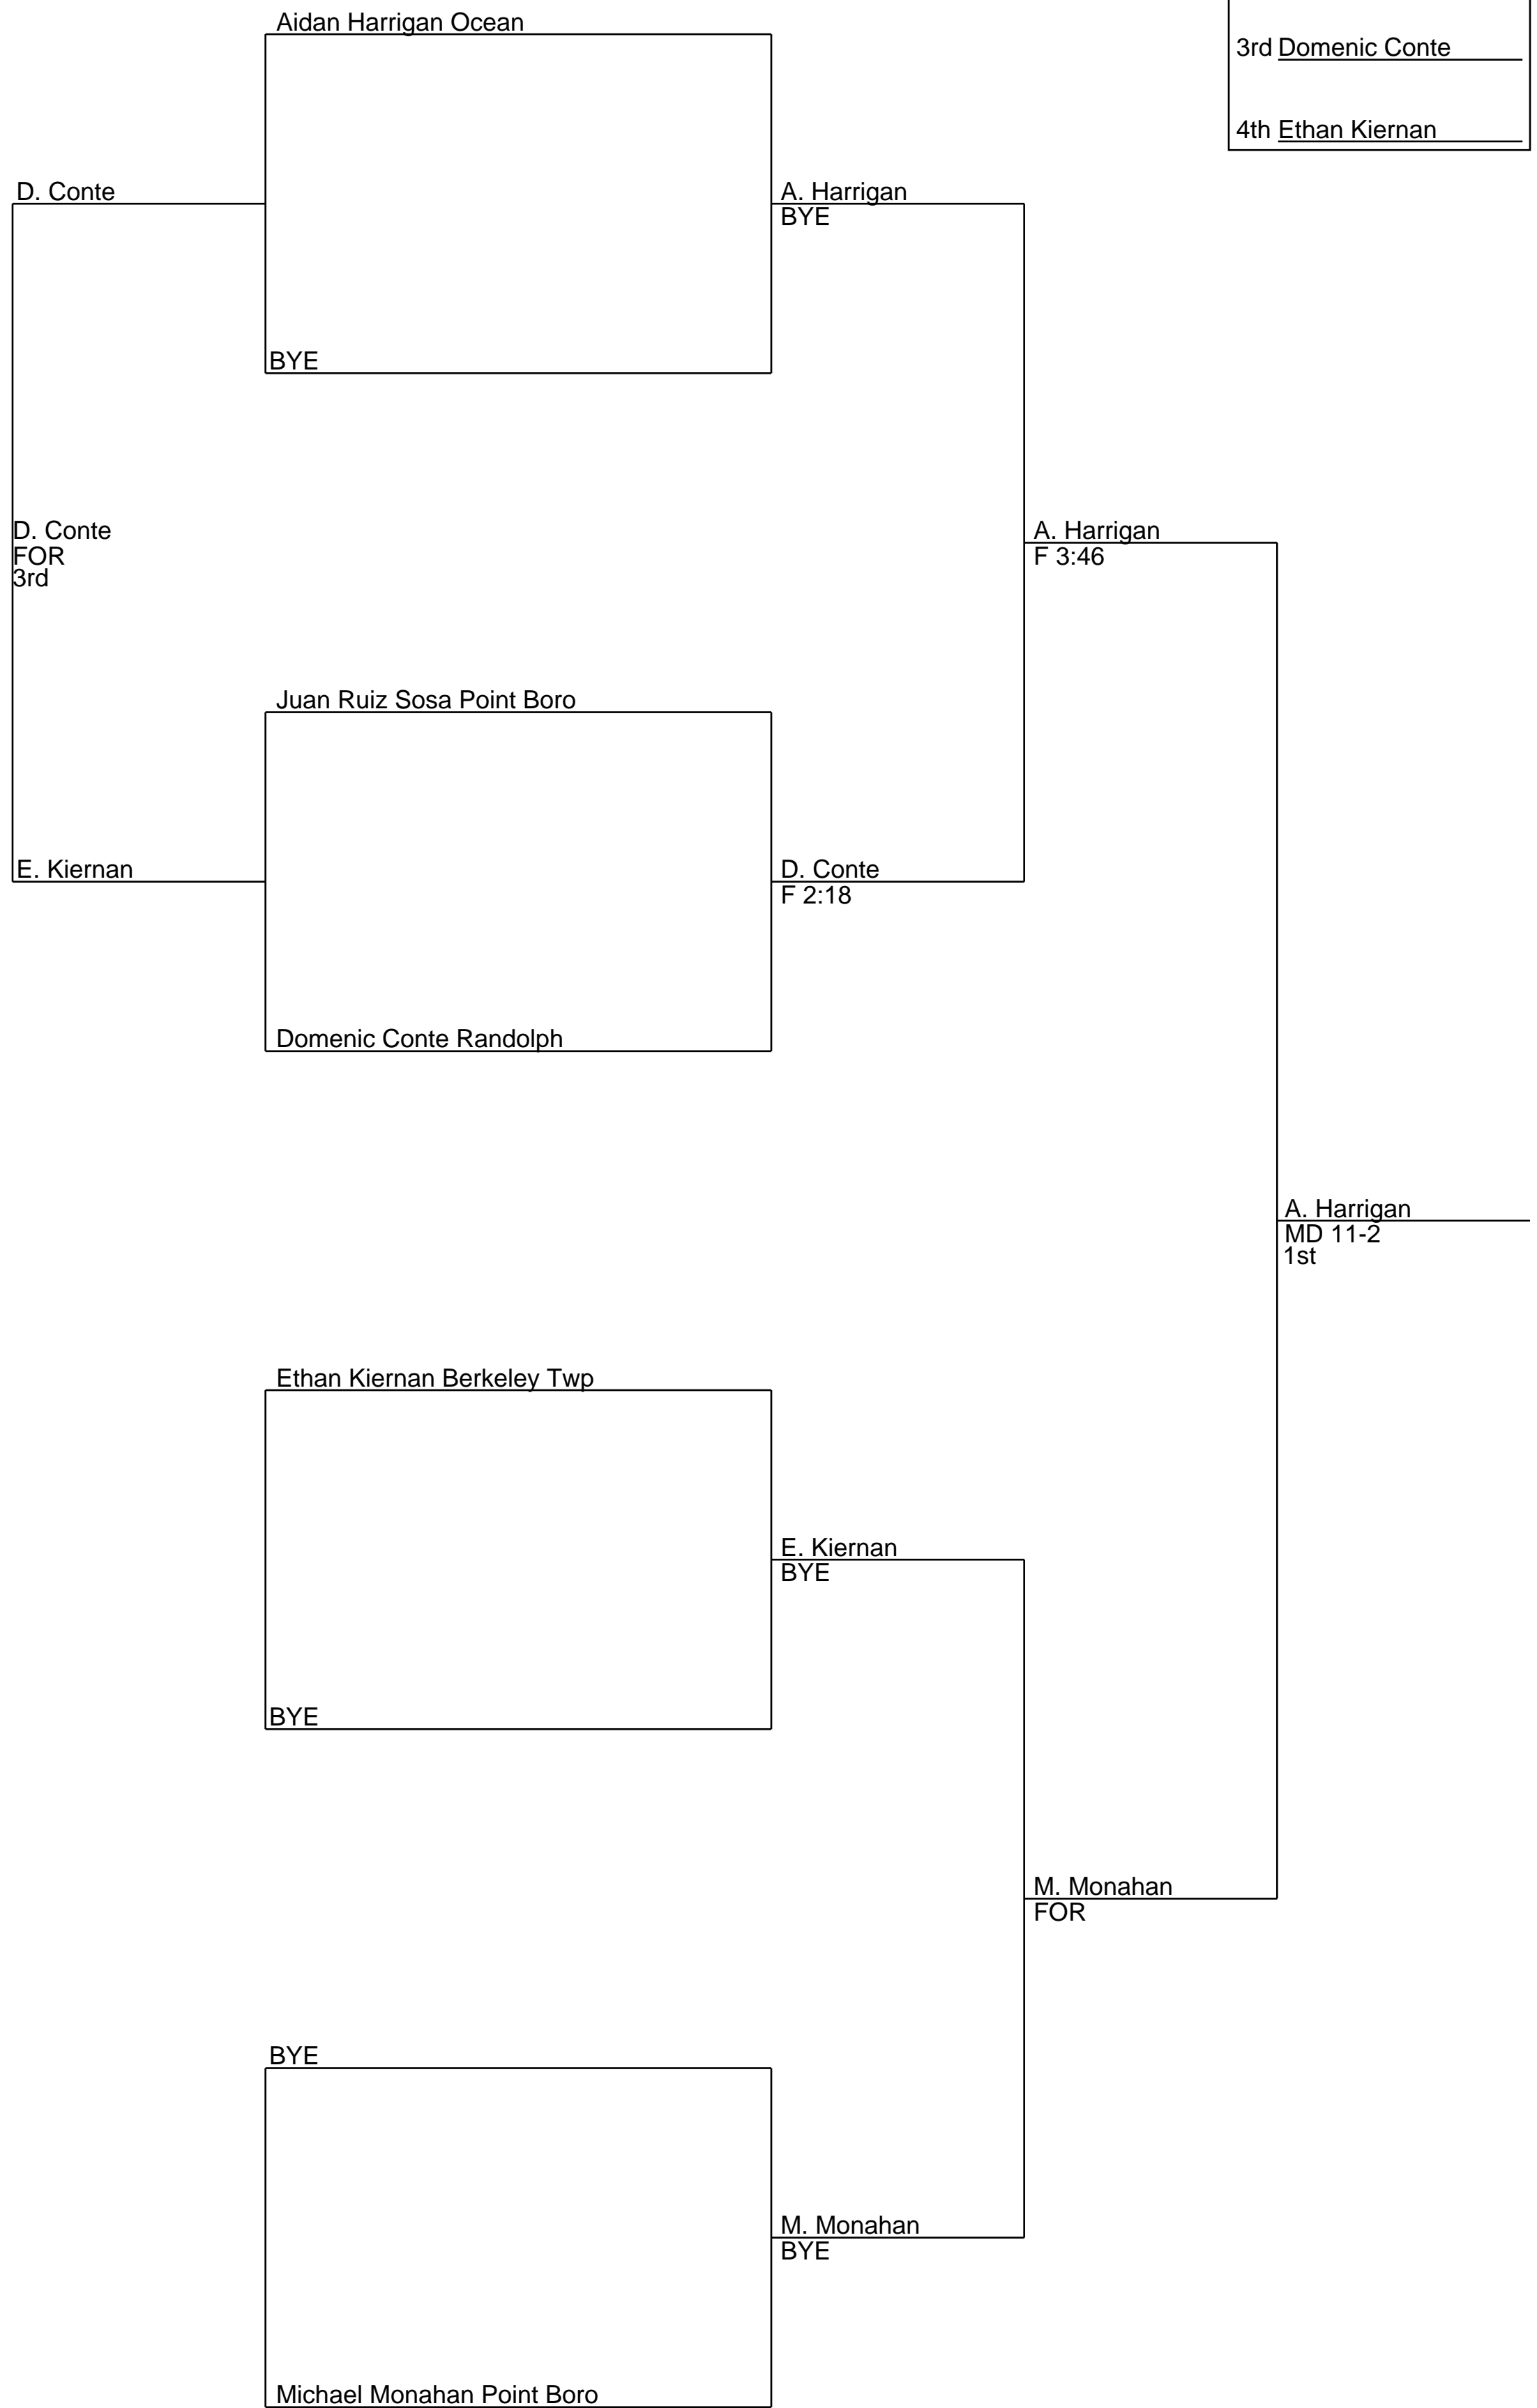 Aidan Harrigan Ocean
3rd Domenic Conte
4th Ethan Kiernan
D. Conte
A. Harrigan
BYE
BYE
D. Conte
FOR
3rd
A. Harrigan
F 3:46
Juan Ruiz Sosa Point Boro
E. Kiernan
D. Conte
F 2:18
Domenic Conte Randolph
A. Harrigan
MD 11-2
1st
Ethan Kiernan Berkeley Twp
E. Kiernan
BYE
BYE
M. Monahan
FOR
BYE
M. Monahan
BYE
Michael Monahan Point Boro